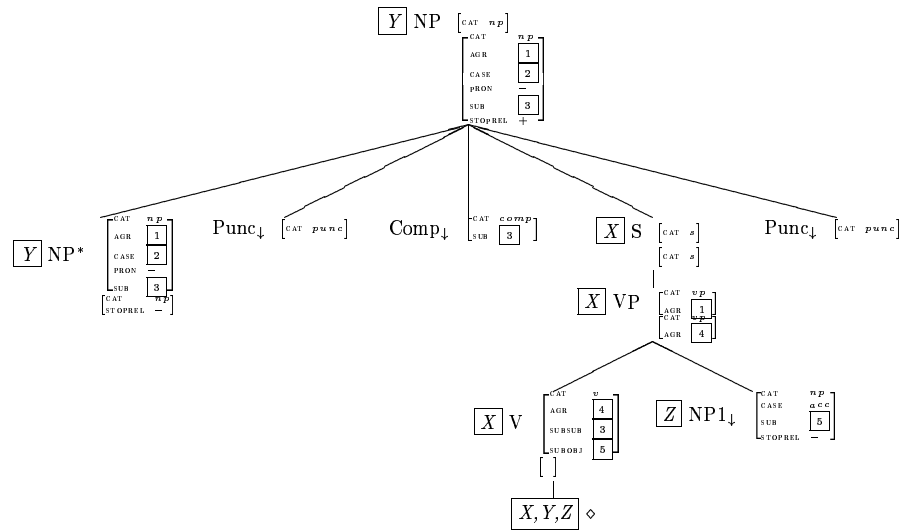 Y NP [CAT np]
CAT np
AGR 1
CASE 2
PRON −
SUB 3
STOPREL +
Y NP*
CAT np
AGR 1
CASE 2
PRON −
SUB 3
CAT np
STOPREL −
Punc↓ [CAT punc]
Comp↓
CAT comp
SUB 3
X S
[CAT s]
[CAT s]
Punc↓ [CAT punc]
X VP
CAT vp
AGR 1
CAT vp
AGR 4
X V
CAT v
AGR 4
SUBSUB 3
SUBOBJ 5
[ ]
Z NP1↓
CAT np
CASE acc
SUB 5
STOPREL −
X,Y,Z ⋄